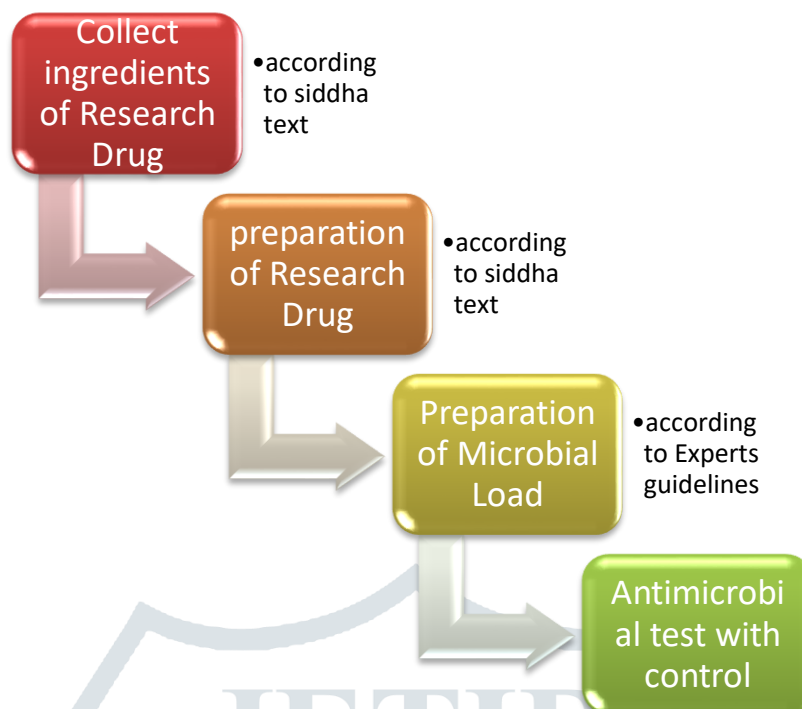 Collect
ingredients
of Research
Drug
•according
to siddha
text
preparation
of Research
Drug
•according
to siddha
text
Preparation
of Microbial
Load
•according
to Experts
guidelines
Antimicrobi
al test with
control